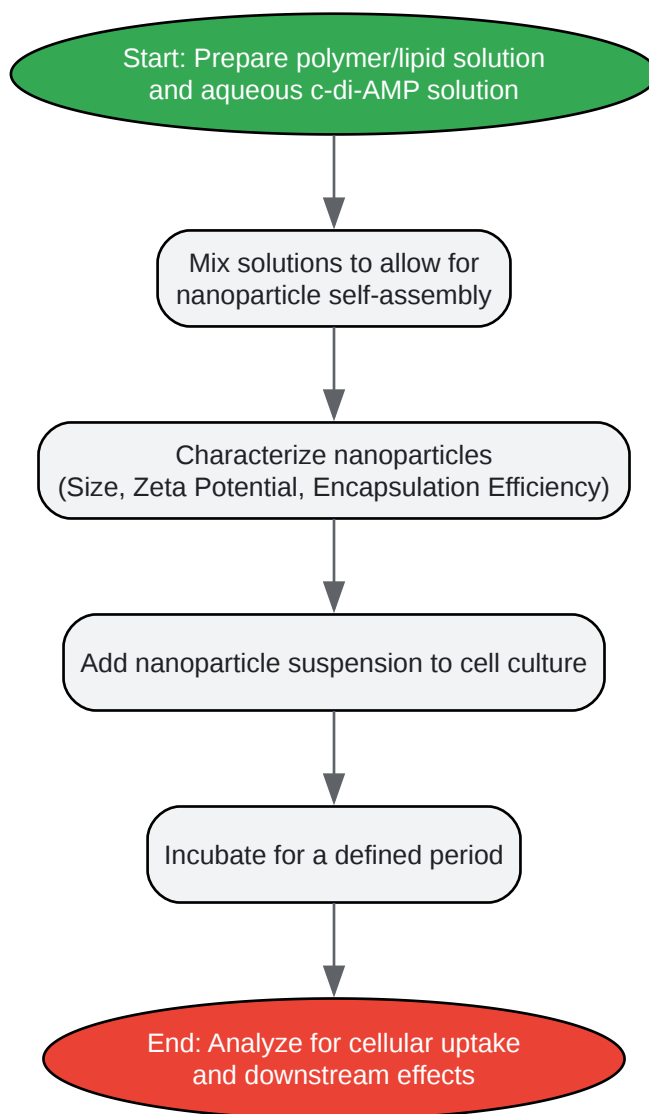 Start: Prepare polymer/lipid solution
and aqueous c-di-AMP solution
Mix solutions to allow for
nanoparticle self-assembly
Characterize nanoparticles
(Size, Zeta Potential, Encapsulation Efficiency)
Add nanoparticle suspension to cell culture
Incubate for a defined period
End: Analyze for cellular uptake
and downstream effects